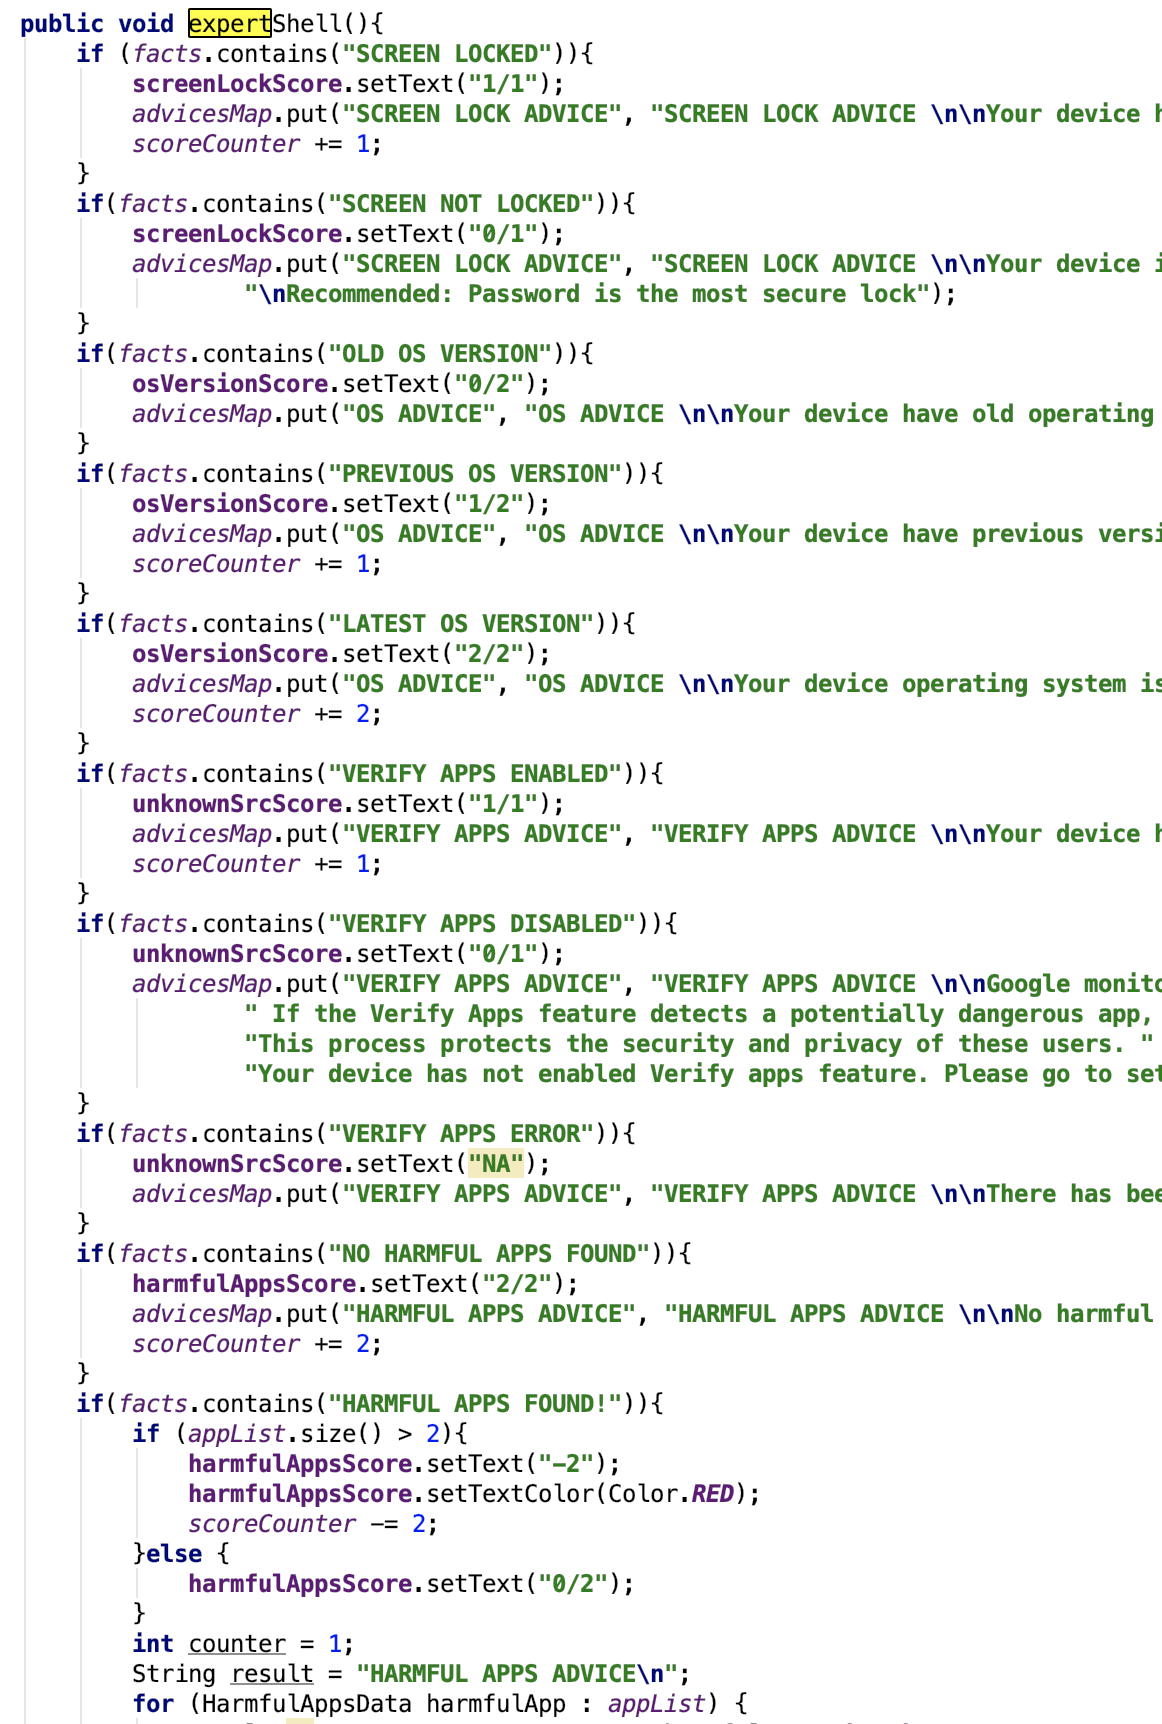 public void expertShell(){
if (facts.contains("SCREEN LOCKED")){
screenLockScore.setText("1/1");
advicesMap.put("SCREEN LOCK ADVICE", "SCREEN LOCK ADVICE \n\nYour device h
scoreCounter += 1;
}
if(facts.contains("SCREEN NOT LOCKED")){
screenLockScore.setText("0/1");
advicesMap.put("SCREEN LOCK ADVICE", "SCREEN LOCK ADVICE \n\nYour device i
"\nRecommended: Password is the most secure lock");
}
if(facts.contains("OLD OS VERSION")){
osVersionScore.setText("0/2");
advicesMap.put("OS ADVICE", "OS ADVICE \n\nYour device have old operating
}
if(facts.contains("PREVIOUS OS VERSION")){
osVersionScore.setText("1/2");
advicesMap.put("OS ADVICE", "OS ADVICE \n\nYour device have previous versi
scoreCounter += 1;
}
if(facts.contains("LATEST OS VERSION")){
osVersionScore.setText("2/2");
advicesMap.put("OS ADVICE", "OS ADVICE \n\nYour device operating system is
scoreCounter += 2;
}
if(facts.contains("VERIFY APPS ENABLED")){
unknownSrcScore.setText("1/1");
advicesMap.put("VERIFY APPS ADVICE", "VERIFY APPS ADVICE \n\nYour device h
scoreCounter += 1;
}
if(facts.contains("VERIFY APPS DISABLED")){
unknownSrcScore.setText("0/1");
advicesMap.put("VERIFY APPS ADVICE", "VERIFY APPS ADVICE \n\nGoogle monito
" If the Verify Apps feature detects a potentially dangerous app,
"This process protects the security and privacy of these users. "
"Your device has not enabled Verify apps feature. Please go to set
}
if(facts.contains("VERIFY APPS ERROR")){
unknownSrcScore.setText("NA");
advicesMap.put("VERIFY APPS ADVICE", "VERIFY APPS ADVICE \n\nThere has bee
}
if(facts.contains("NO HARMFUL APPS FOUND")){
harmfulAppsScore.setText("2/2");
advicesMap.put("HARMFUL APPS ADVICE", "HARMFUL APPS ADVICE \n\nNo harmful
scoreCounter += 2;
}
if(facts.contains("HARMFUL APPS FOUND!")){
if (appList.size() > 2){
harmfulAppsScore.setText("-2");
harmfulAppsScore.setTextColor(Color.RED);
scoreCounter -= 2;
}else {
harmfulAppsScore.setText("0/2");
}
int counter = 1;
String result = "HARMFUL APPS ADVICE\n";
for (HarmfulAppsData harmfulApp : appList) {